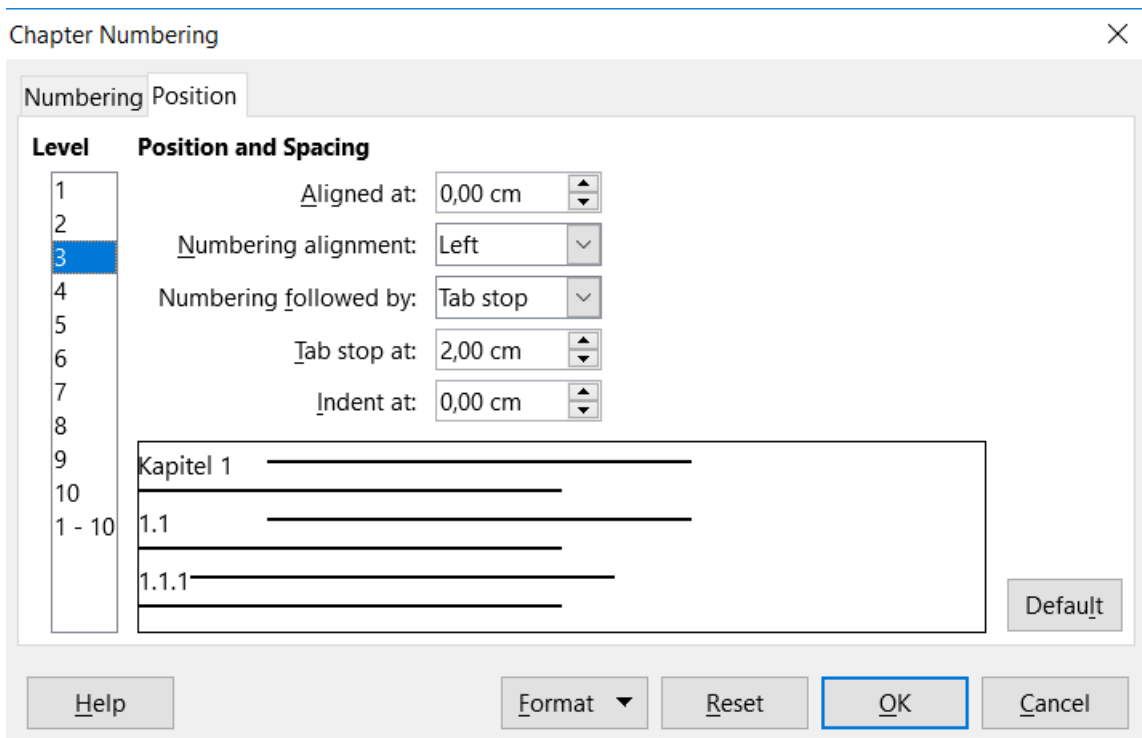 Chapter Numbering
Numbering Position
Level Position and Spacing
1
2
3
4
5
6
7
8
9
10
1 - 10
Aligned at: 0,00 cm
Numbering alignment: Left
Numbering followed by: Tab stop
Tab stop at: 2,00 cm
Indent at: 0,00 cm
Kapitel 1
1.1
1.1.1
Default
Help Format Reset OK Cancel